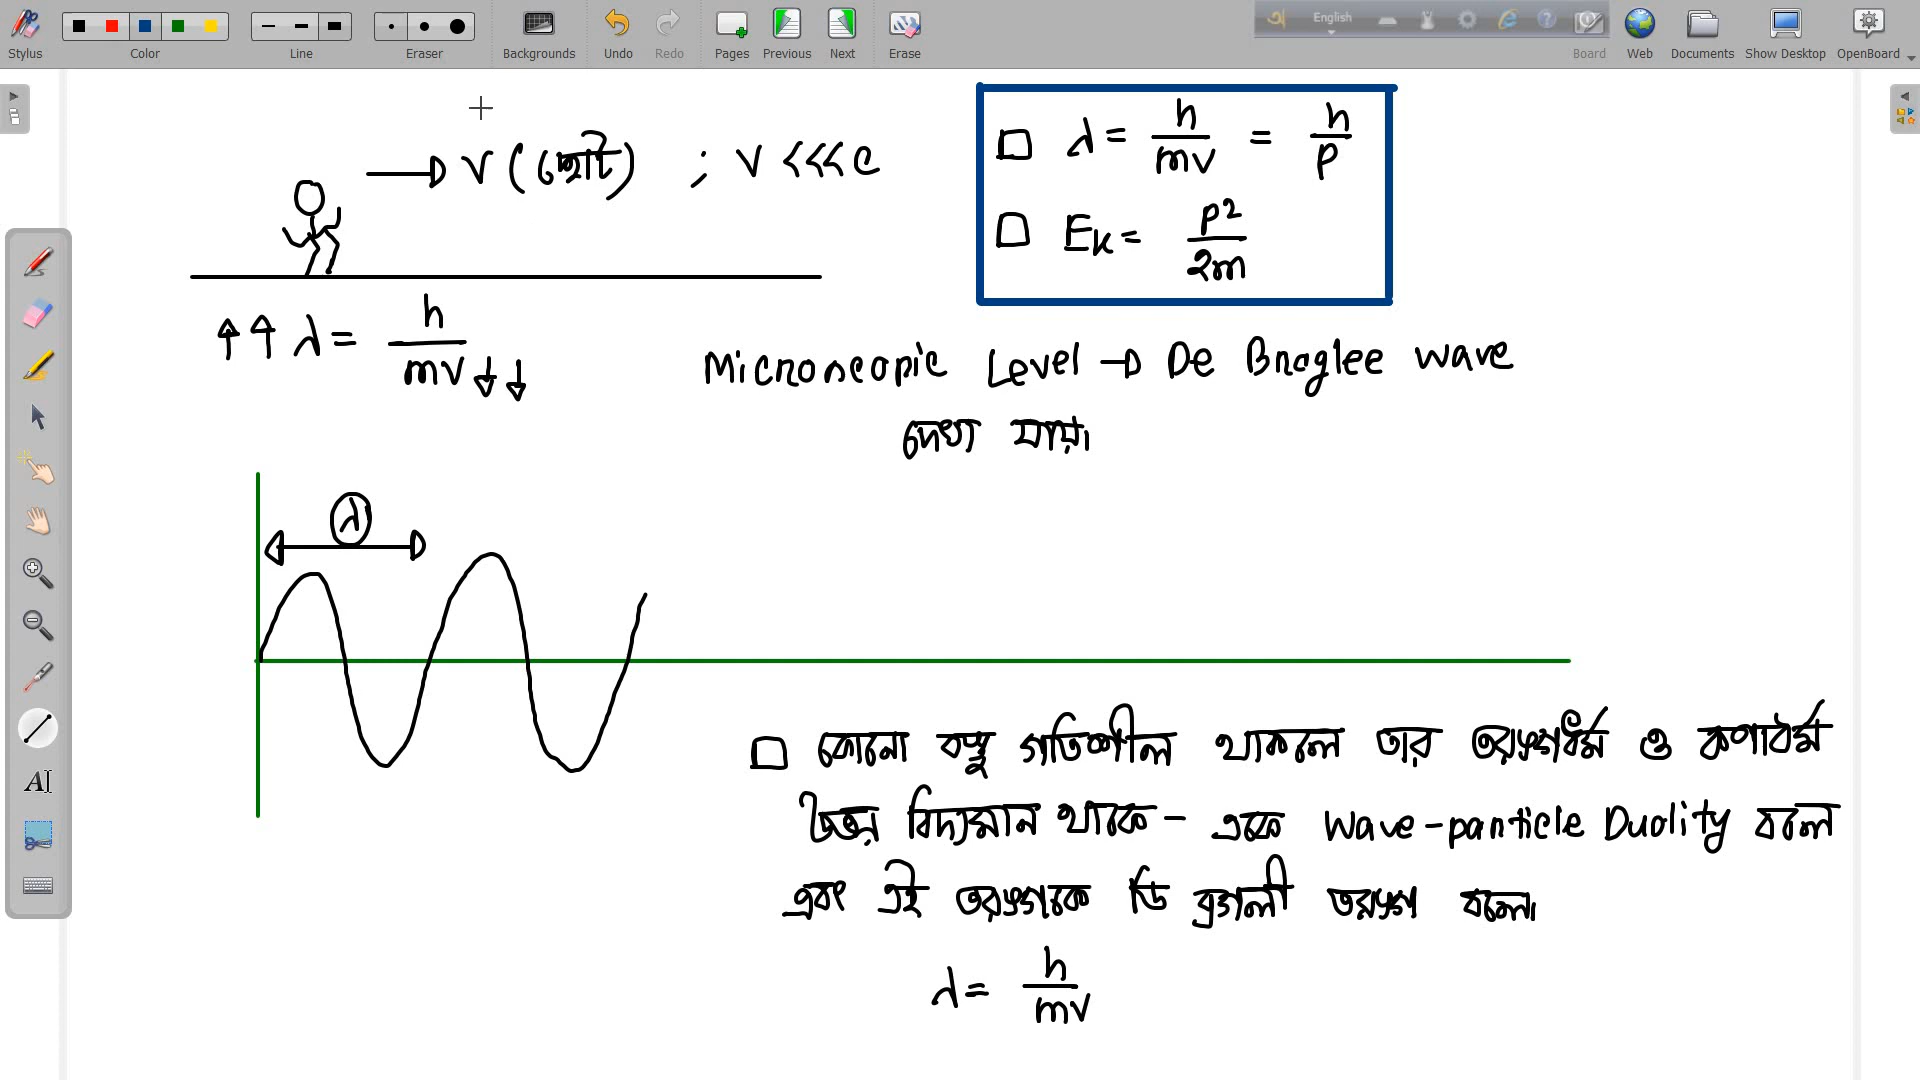 Stylus Color Line Eraser Backgrounds Undo Redo Pages Previous Next Erase English Board Web Documents Show Desktop OpenBoard
→ v (ছোট) ; v <<< c
↑↑ λ = h / mv ↓↓
□ λ = h / mv = h / p
□ Ek = p² / 2m
Microscopic Level → De Broglee wave
দেখা যায়।
λ
□ কোনো বস্তু গতিশীল থাকলে তার তরঙ্গধর্ম ও কণাধর্ম
উভয় বিদ্যমান থাকে - একে Wave-particle Duality বলে
এবং এই তরঙ্গকে ডি ব্রগলী তরঙ্গ বলে।
λ = h / mv